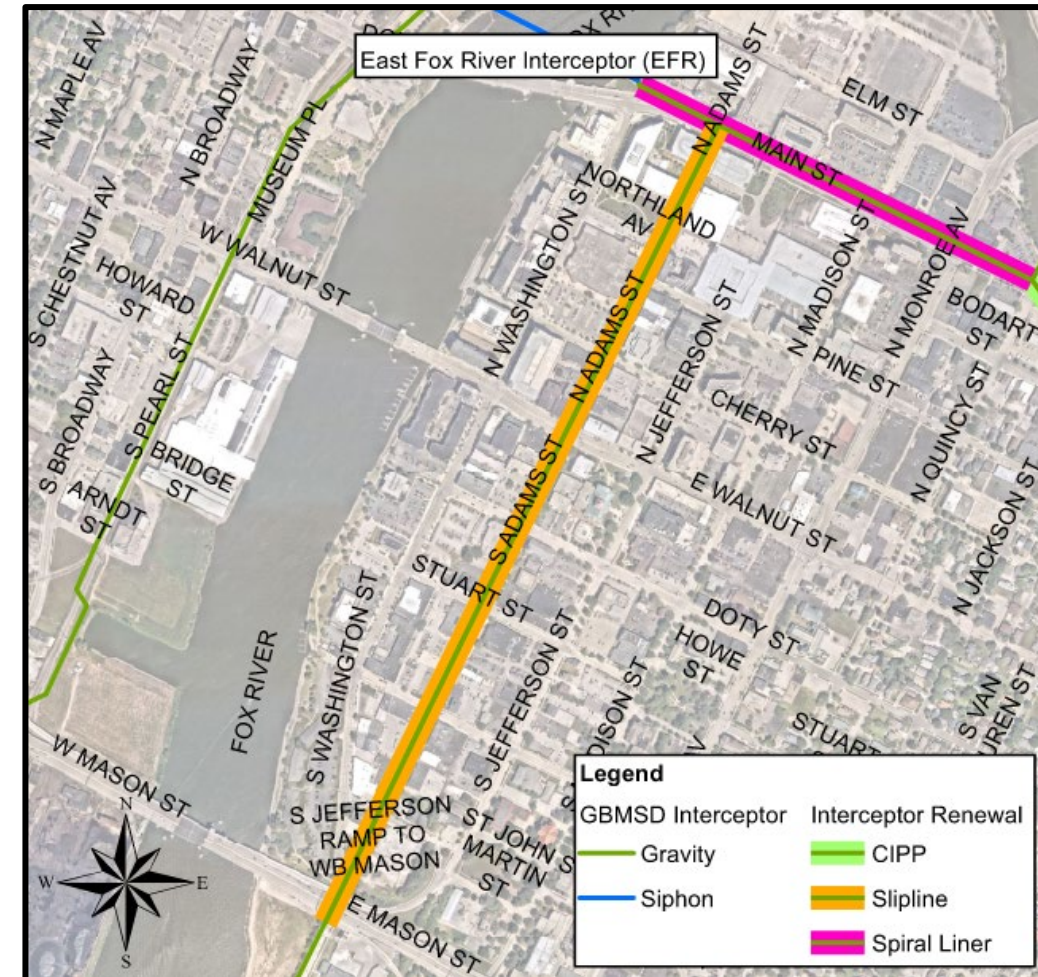 East Fox River Interceptor (EFR)
N MAPLE AV
N BROADWAY
MUSEUM PL
N ADAMS ST
ELM ST
MAIN ST
S CHESTNUT AV
HOWARD
ST
W WALNUT ST
N WASHINGTON ST
NORTHLAND
AV
N MADISON ST
N MONROE AV
BODART
ST
S BROADWAY
S PEARL ST
N ADAMS ST
N JEFFERSON ST
PINE ST
CHERRY ST
N QUINCY ST
BRIDGE
ST
ARNDT
ST
S ADAMS ST
E WALNUT ST
N JACKSON ST
STUART ST
DOTY ST
HOWE
ST
FOX RIVER
S WASHINGTON ST
S JEFFERSON ST
STUART
S VAN
W MASON ST
S JEFFERSON
RAMP TO
WB MASON
ST JOHN S
MARTIN
ST
E MASON ST
N
W
E
S
Legend
GBMSD Interceptor
Gravity
Siphon
Interceptor Renewal
CIPP
Slipline
Spiral Liner